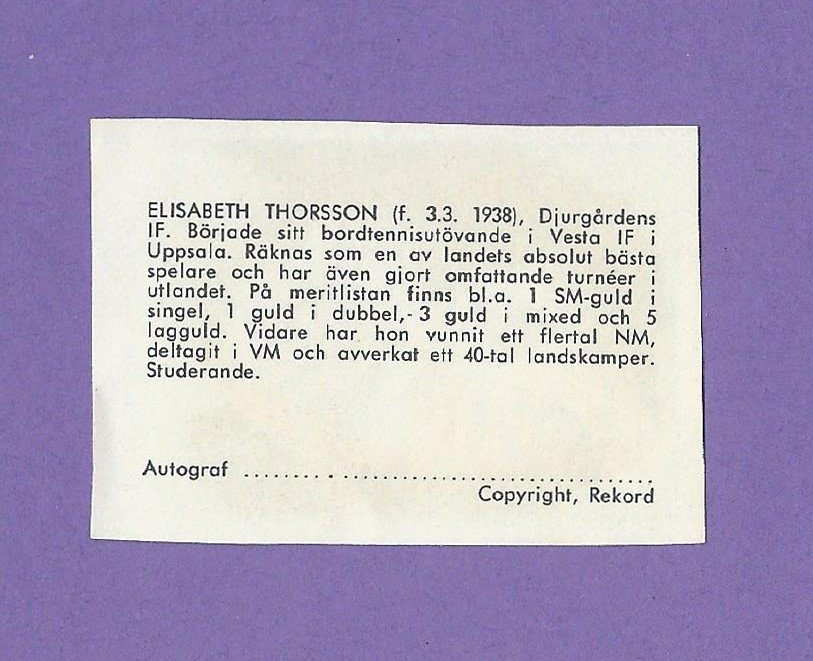 ELISABETH THORSSON (f. 3.3. 1938), Djurgårdens
IF. Började sitt bordtennisutövande i Vesta IF i
Uppsala. Räknas som en av landets absolut bästa
spelare och har även gjort omfattande turnéer i
utlandet. På meritlistan finns bl.a. 1 SM-guld i
singel, 1 guld i dubbel,- 3 guld i mixed och 5
lagguld. Vidare har hon vunnit ett flertal NM,
deltagit i VM och avverkat ett 40-tal landskamper.
Studerande.
Autograf ................................................
Copyright, Rekord